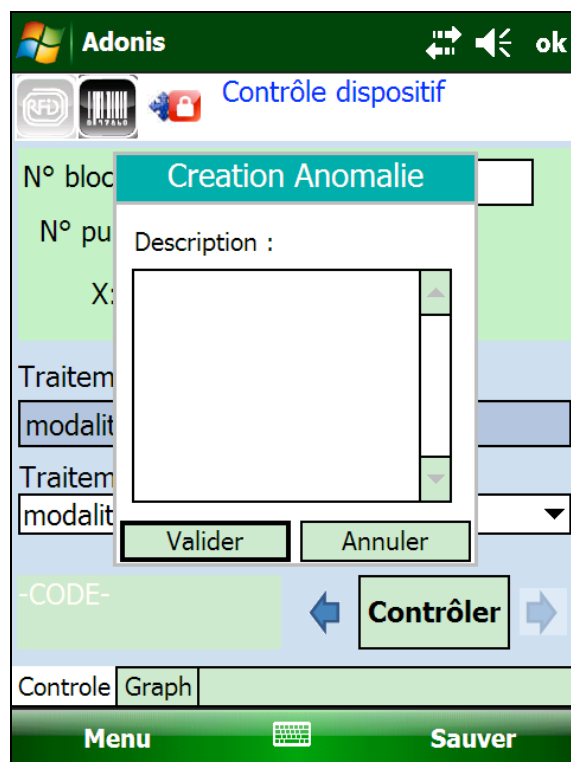 Adonis ok
RFID Contrôle dispositif
N° bloc
Creation Anomalie
N° pu
Description :
X:
Traitem
modalit
Traitem
modalit
Valider Annuler
-CODE-
Contrôler
Controle Graph
Menu Sauver